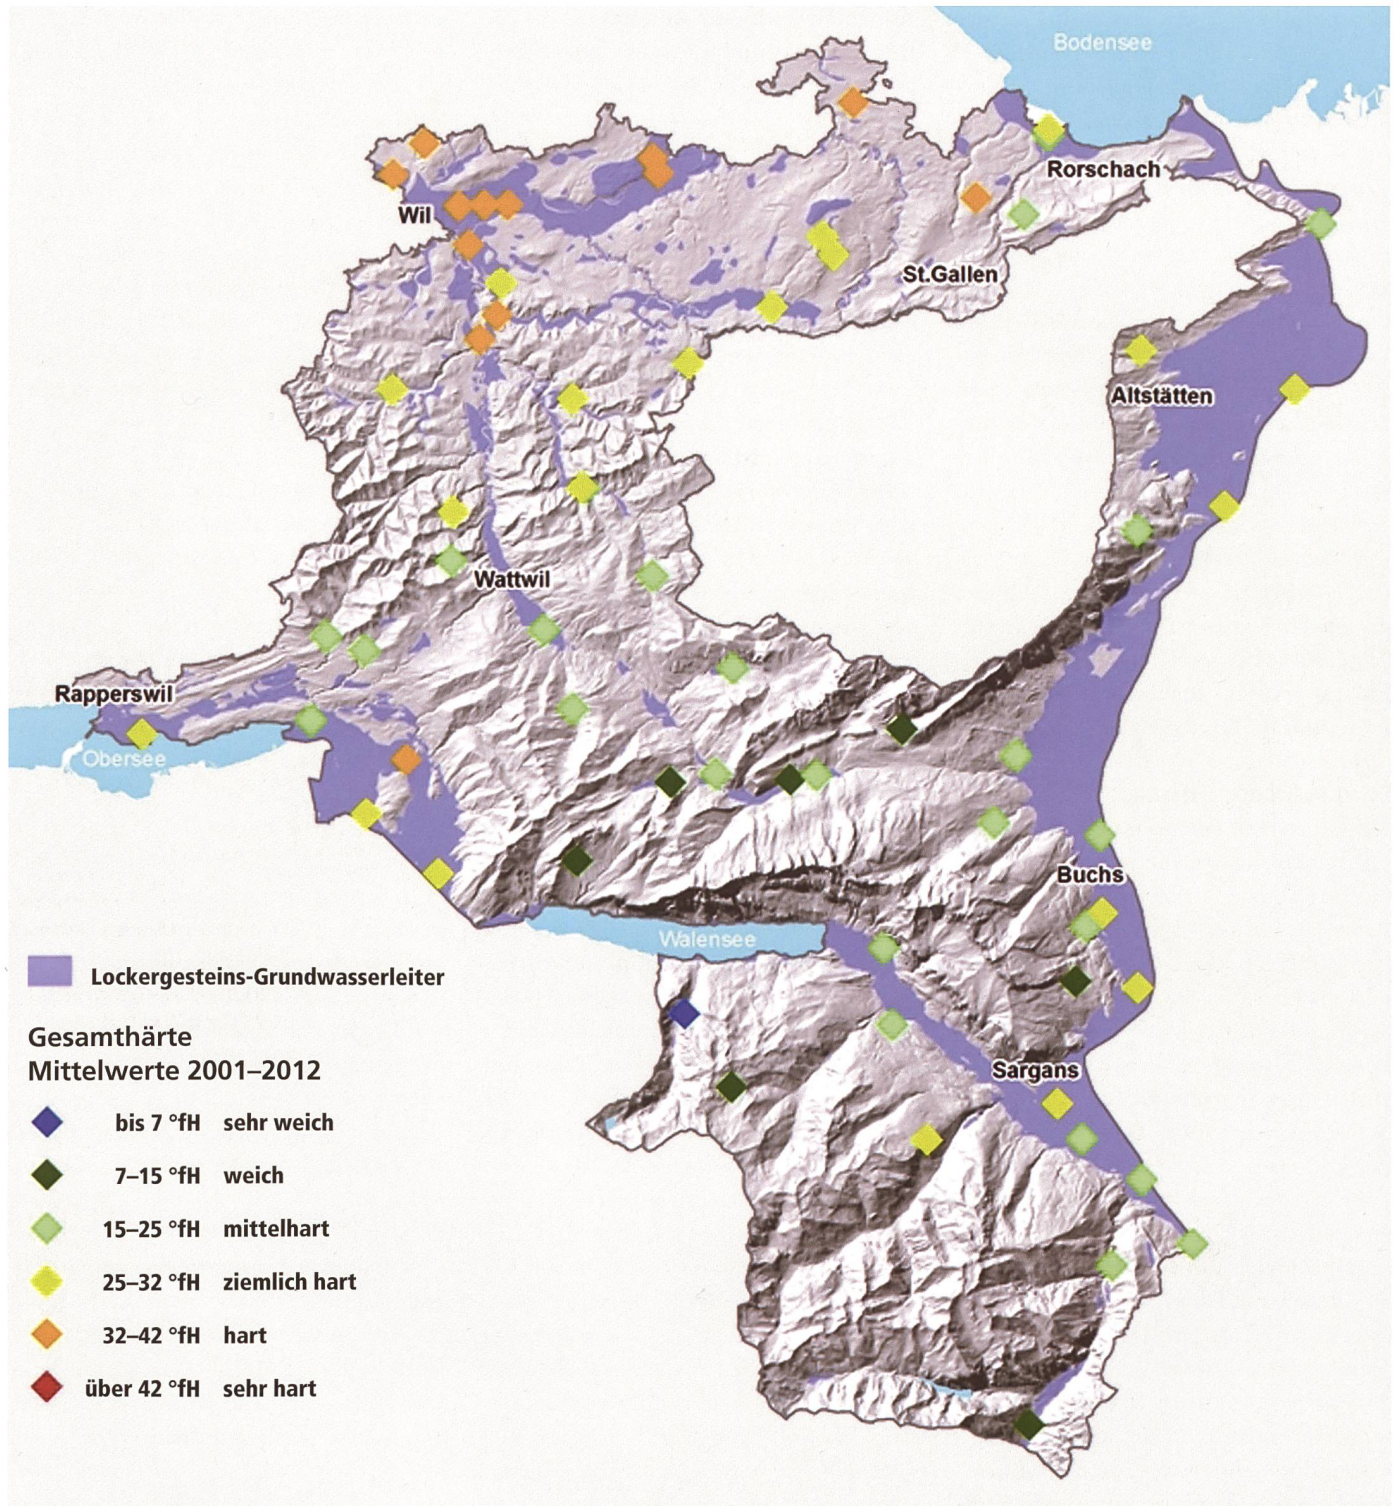 Bodensee
Rorschach
Wil
St.Gallen
Altstätten
Wattwil
Rapperswil
Obersee
Buchs
Walensee
Lockergesteins-Grundwasserleiter
Gesamthärte
Mittelwerte 2001–2012
Sargans
bis 7 °fH sehr weich
7–15 °fH weich
15–25 °fH mittelhart
25–32 °fH ziemlich hart
32–42 °fH hart
über 42 °fH sehr hart